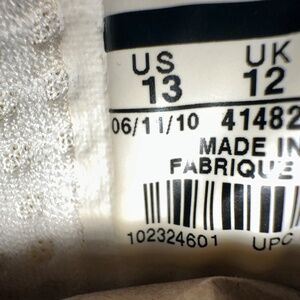 US UK
13 12
06/11/10 41482
MADE IN
FABRIQUE
102324601 UPC